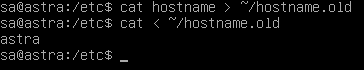 sa@astra:/etc$ cat hostname > ~/hostname.old
sa@astra:/etc$ cat < ~/hostname.old
astra
sa@astra:/etc$ _